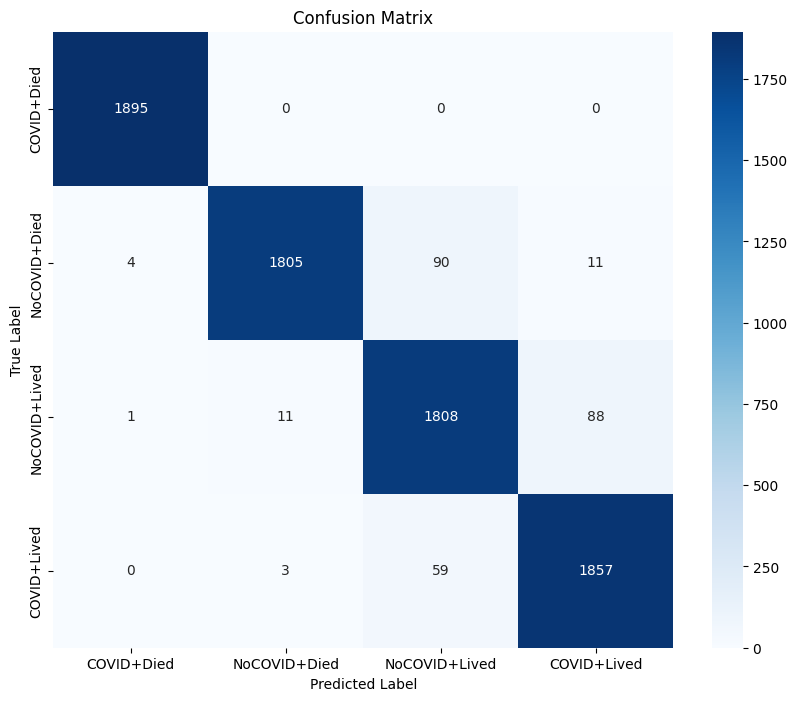 Confusion Matrix
True Label
COVID+Died
1895 0 0 0
NoCOVID+Died
4 1805 90 11
NoCOVID+Lived
1 11 1808 88
COVID+Lived
0 3 59 1857
COVID+Died NoCOVID+Died NoCOVID+Lived COVID+Lived
Predicted Label
1750
1500
1250
1000
750
500
250
0